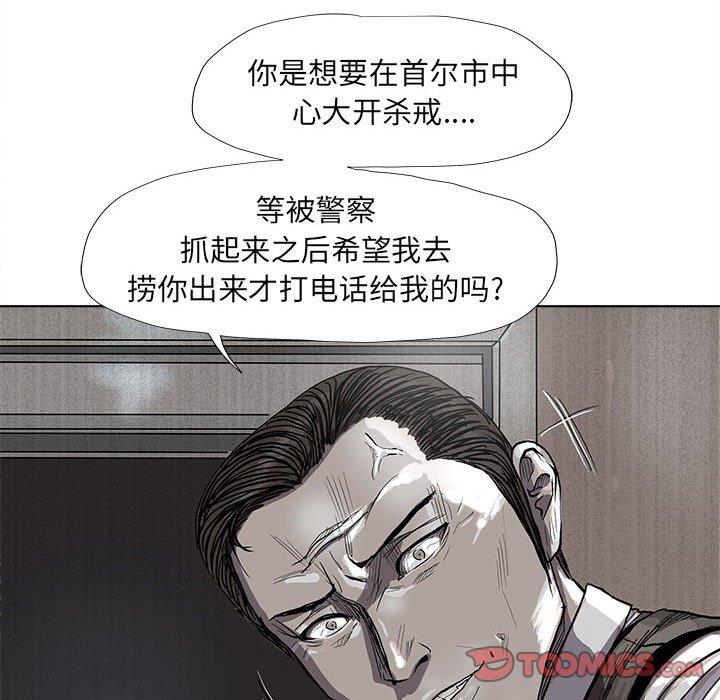 你是想要在首尔市中
心大开杀戒....
等被警察
抓起来之后希望我去
捞你出来才打电话给我的吗?
TOOMICS.COM